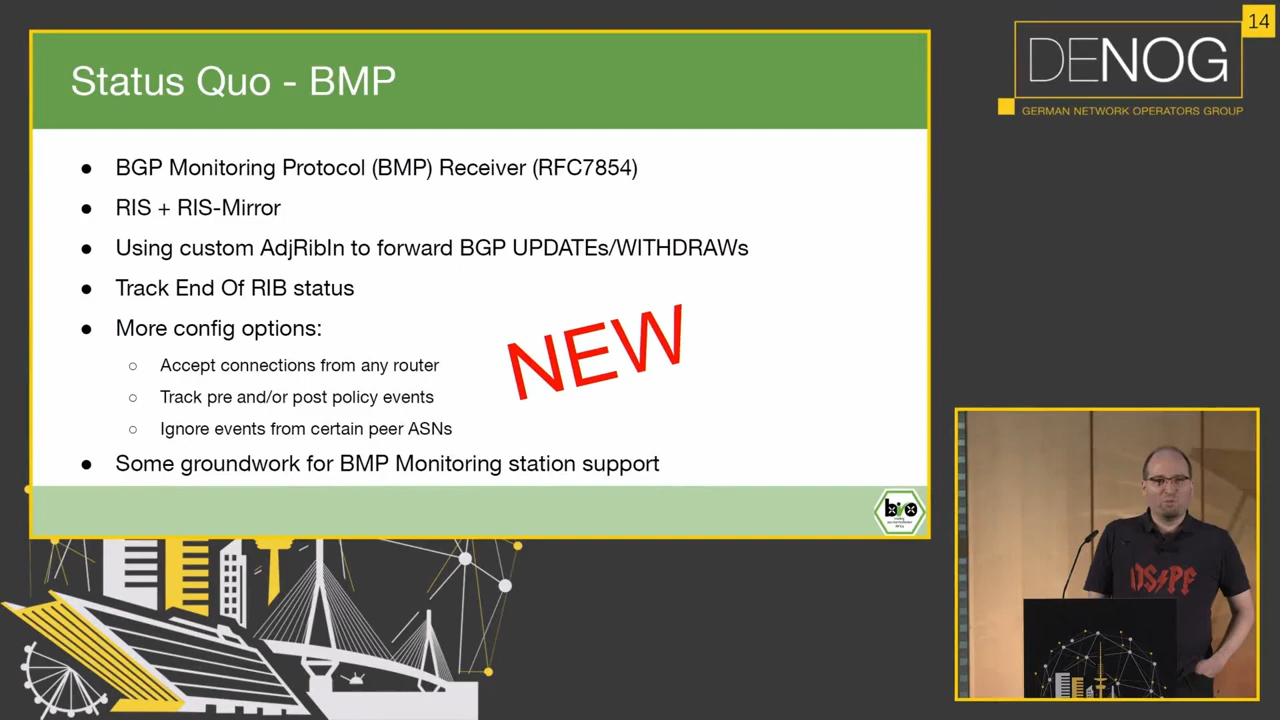 Status Quo - BMP
● BGP Monitoring Protocol (BMP) Receiver (RFC7854)
● RIS + RIS-Mirror
● Using custom AdjRibIn to forward BGP UPDATEs/WITHDRAWs
● Track End Of RIB status
● More config options:
○ Accept connections from any router
○ Track pre and/or post policy events
○ Ignore events from certain peer ASNs
● Some groundwork for BMP Monitoring station support
NEW
bio
14
DENOG
GERMAN NETWORK OPERATORS GROUP
OS/PF